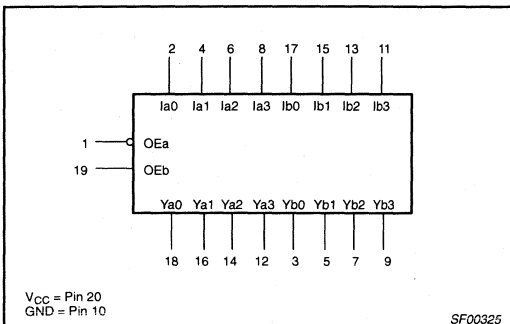 2 4 6 8 17 15 13 11
Ia0 Ia1 Ia2 Ia3 Ib0 Ib1 Ib2 Ib3
1 OEa
19 OEb
Ya0 Ya1 Ya2 Ya3 Yb0 Yb1 Yb2 Yb3
18 16 14 12 3 5 7 9
VCC = Pin 20
GND = Pin 10
SF00325